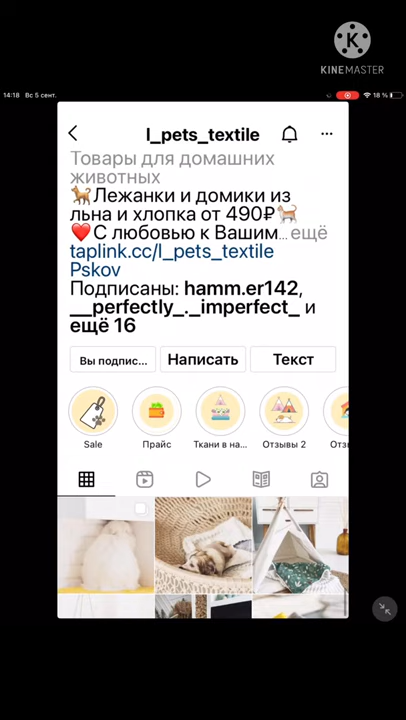 KINEMASTER
14:18 Вс 5 сент.
18 %
l_pets_textile
Товары для домашних
животных
🐈Лежанки и домики из
льна и хлопка от 490₽🐈
❤️С любовью к Вашим... ещё
taplink.cc/l_pets_textile
Pskov
Подписаны: hamm.er142,
__perfectly_._imperfect_ и
ещё 16
Вы подпис...
Написать
Текст
Sale
Прайс
Ткани в на...
Отзывы 2